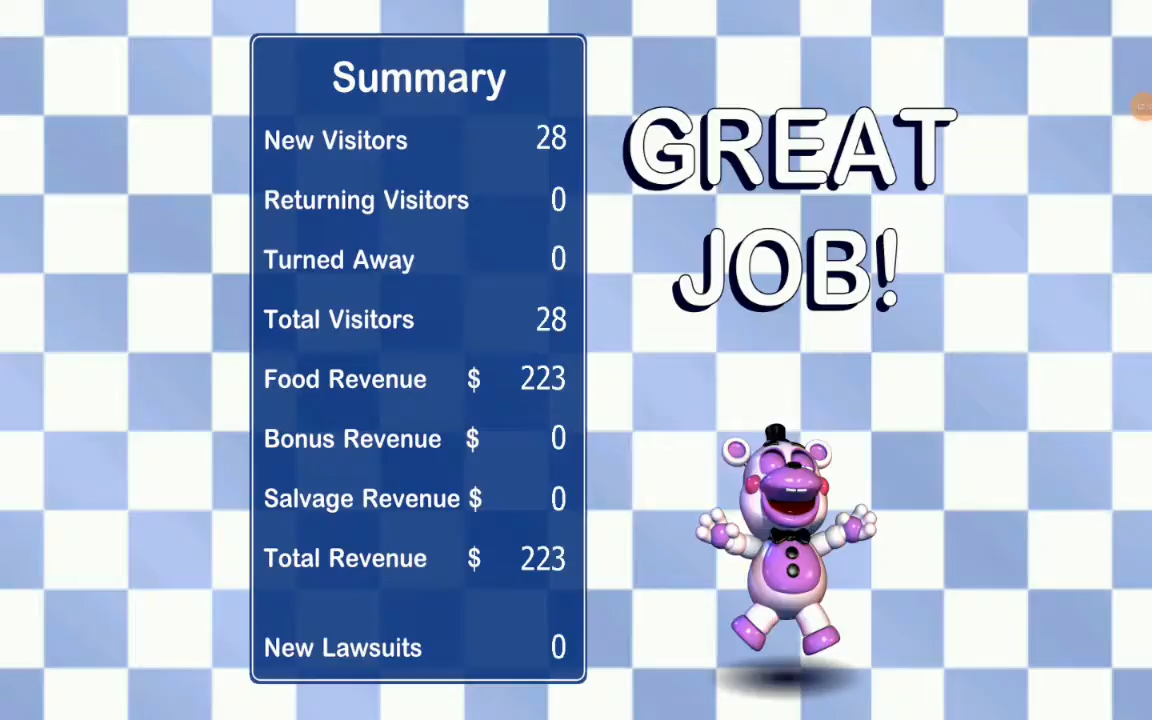 Summary
New Visitors 28
Returning Visitors 0
Turned Away 0
Total Visitors 28
Food Revenue $ 223
Bonus Revenue $ 0
Salvage Revenue $ 0
Total Revenue $ 223
New Lawsuits 0
GREAT
JOB!